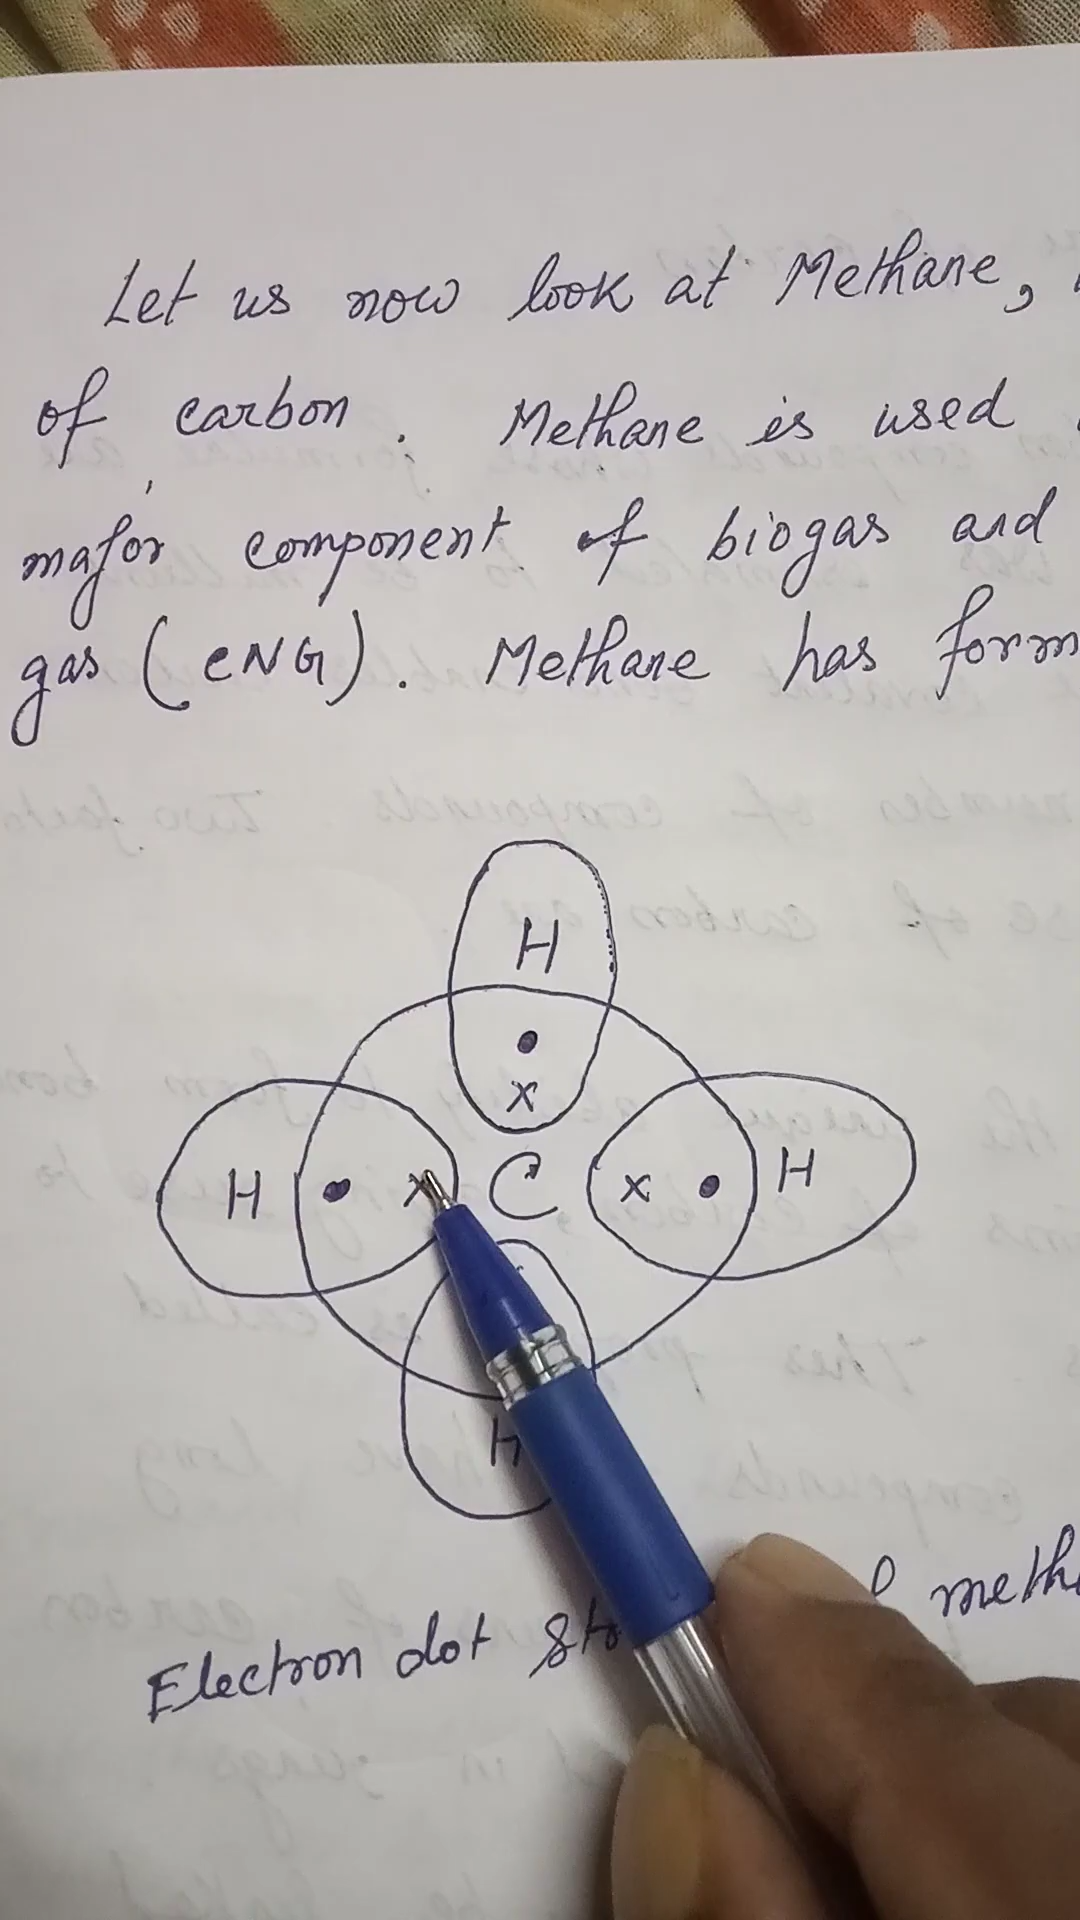 Let us now look at Methane,
of carbon. Methane is used
major component of biogas and
gas (CNG). Methane has form
H
x
H x C x H
H
Electron dot st meth